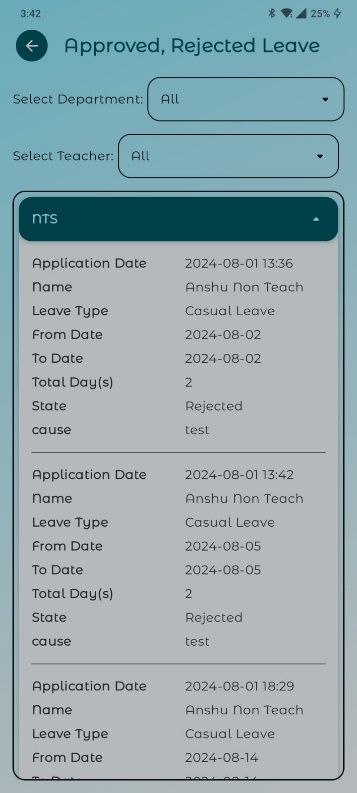 3:42 25%
Approved, Rejected Leave
Select Department: All
Select Teacher: All
NTS
Application Date 2024-08-01 13:36
Name Anshu Non Teach
Leave Type Casual Leave
From Date 2024-08-02
To Date 2024-08-02
Total Day(s) 2
State Rejected
cause test
Application Date 2024-08-01 13:42
Name Anshu Non Teach
Leave Type Casual Leave
From Date 2024-08-05
To Date 2024-08-05
Total Day(s) 2
State Rejected
cause test
Application Date 2024-08-01 18:29
Name Anshu Non Teach
Leave Type Casual Leave
From Date 2024-08-14
To Date 2024-08-14